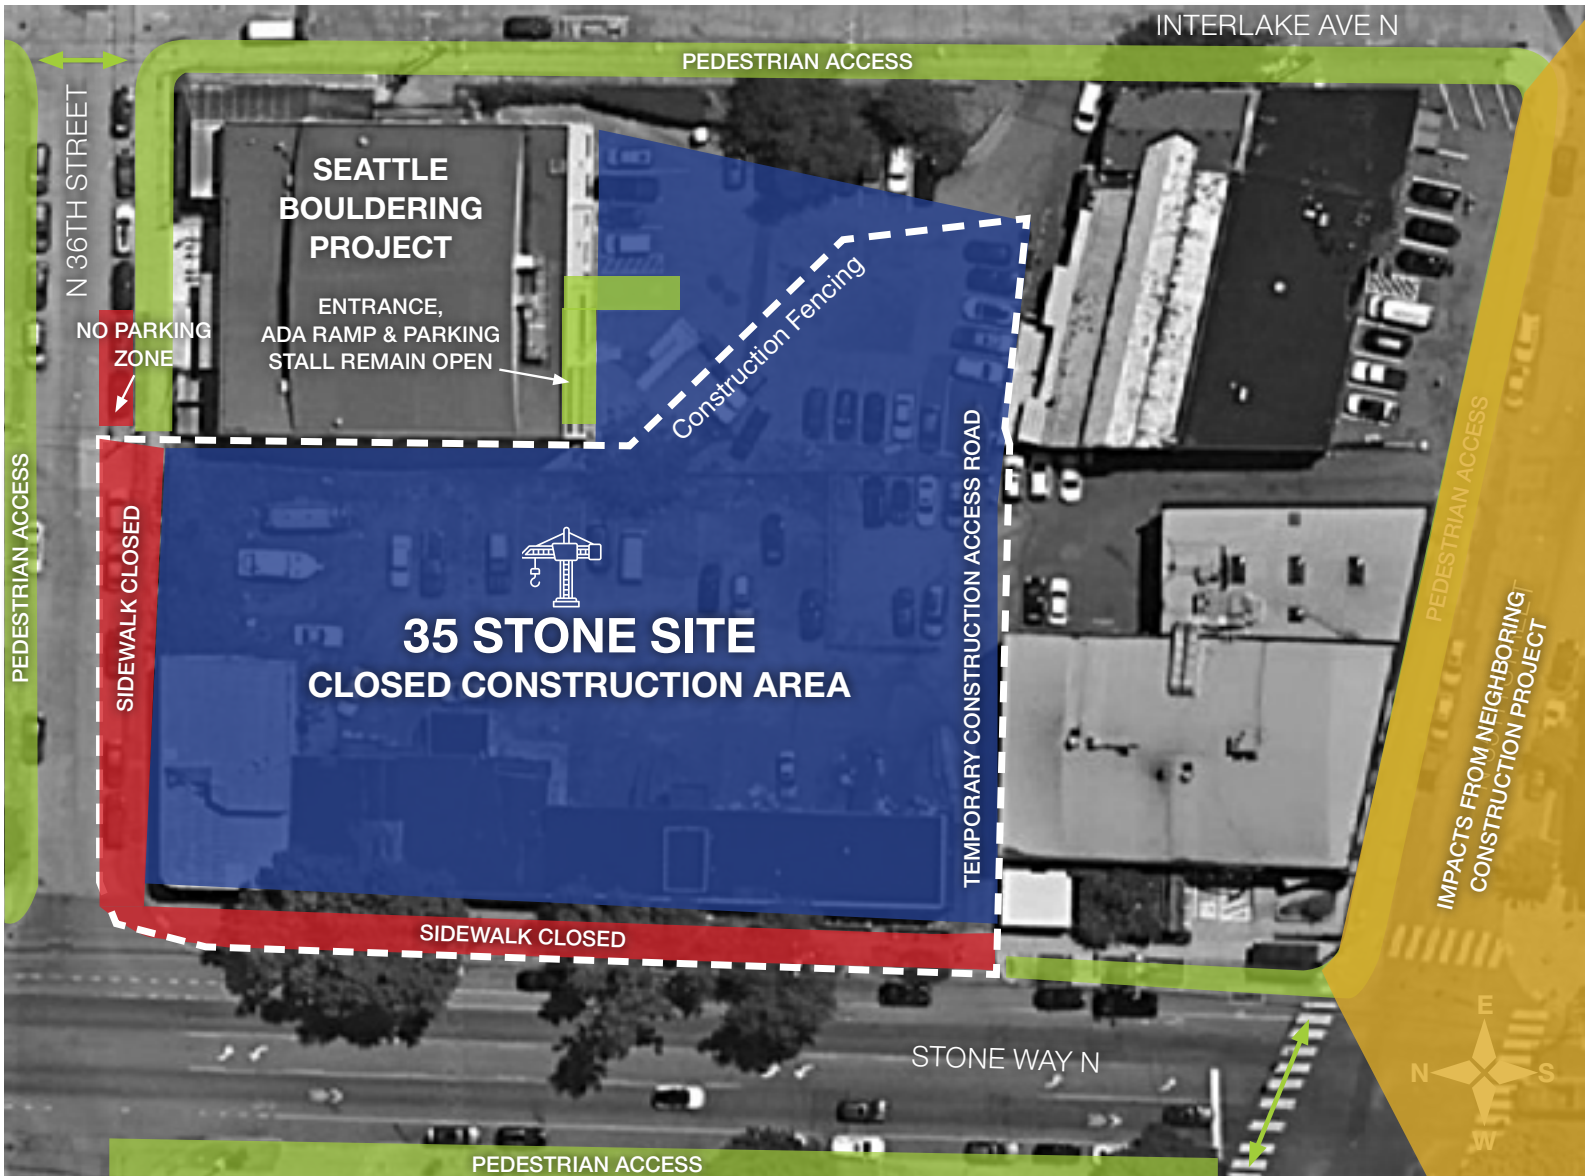 INTERLAKE AVE N
PEDESTRIAN ACCESS
N 36TH STREET
SEATTLE
BOULDERING
PROJECT
ENTRANCE,
ADA RAMP & PARKING
STALL REMAIN OPEN
NO PARKING
ZONE
Construction Fencing
PEDESTRIAN ACCESS
SIDEWALK CLOSED
35 STONE SITE
CLOSED CONSTRUCTION AREA
TEMPORARY CONSTRUCTION ACCESS ROAD
PEDESTRIAN ACCESS
IMPACTS FROM NEIGHBORING
CONSTRUCTION PROJECT
SIDEWALK CLOSED
STONE WAY N
E
N
S
W
PEDESTRIAN ACCESS